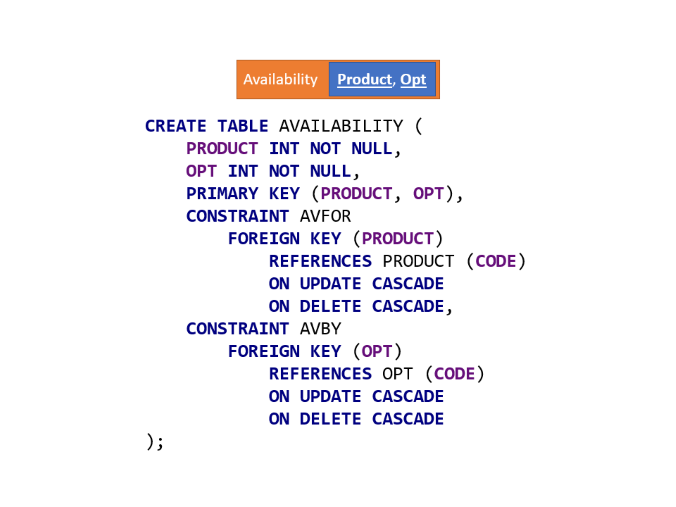 Availability Product, Opt
CREATE TABLE AVAILABILITY (
PRODUCT INT NOT NULL,
OPT INT NOT NULL,
PRIMARY KEY (PRODUCT, OPT),
CONSTRAINT AVFOR
FOREIGN KEY (PRODUCT)
REFERENCES PRODUCT (CODE)
ON UPDATE CASCADE
ON DELETE CASCADE,
CONSTRAINT AVBY
FOREIGN KEY (OPT)
REFERENCES OPT (CODE)
ON UPDATE CASCADE
ON DELETE CASCADE
);